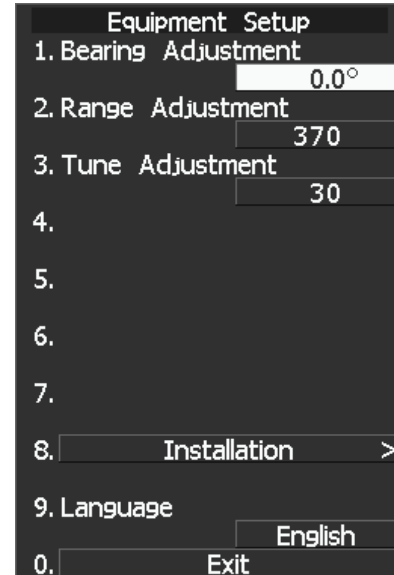 Equipment Setup
1. Bearing Adjustment
0.0°
2. Range Adjustment
370
3. Tune Adjustment
30
4.
5.
6.
7.
8. Installation >
9. Language
English
0. Exit